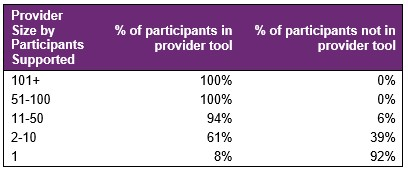 Provider
Size by
Participants
Supported
% of participants in
provider tool
% of participants not in
provider tool
101+ 100% 0%
51-100 100% 0%
11-50 94% 6%
2-10 61% 39%
1 8% 92%